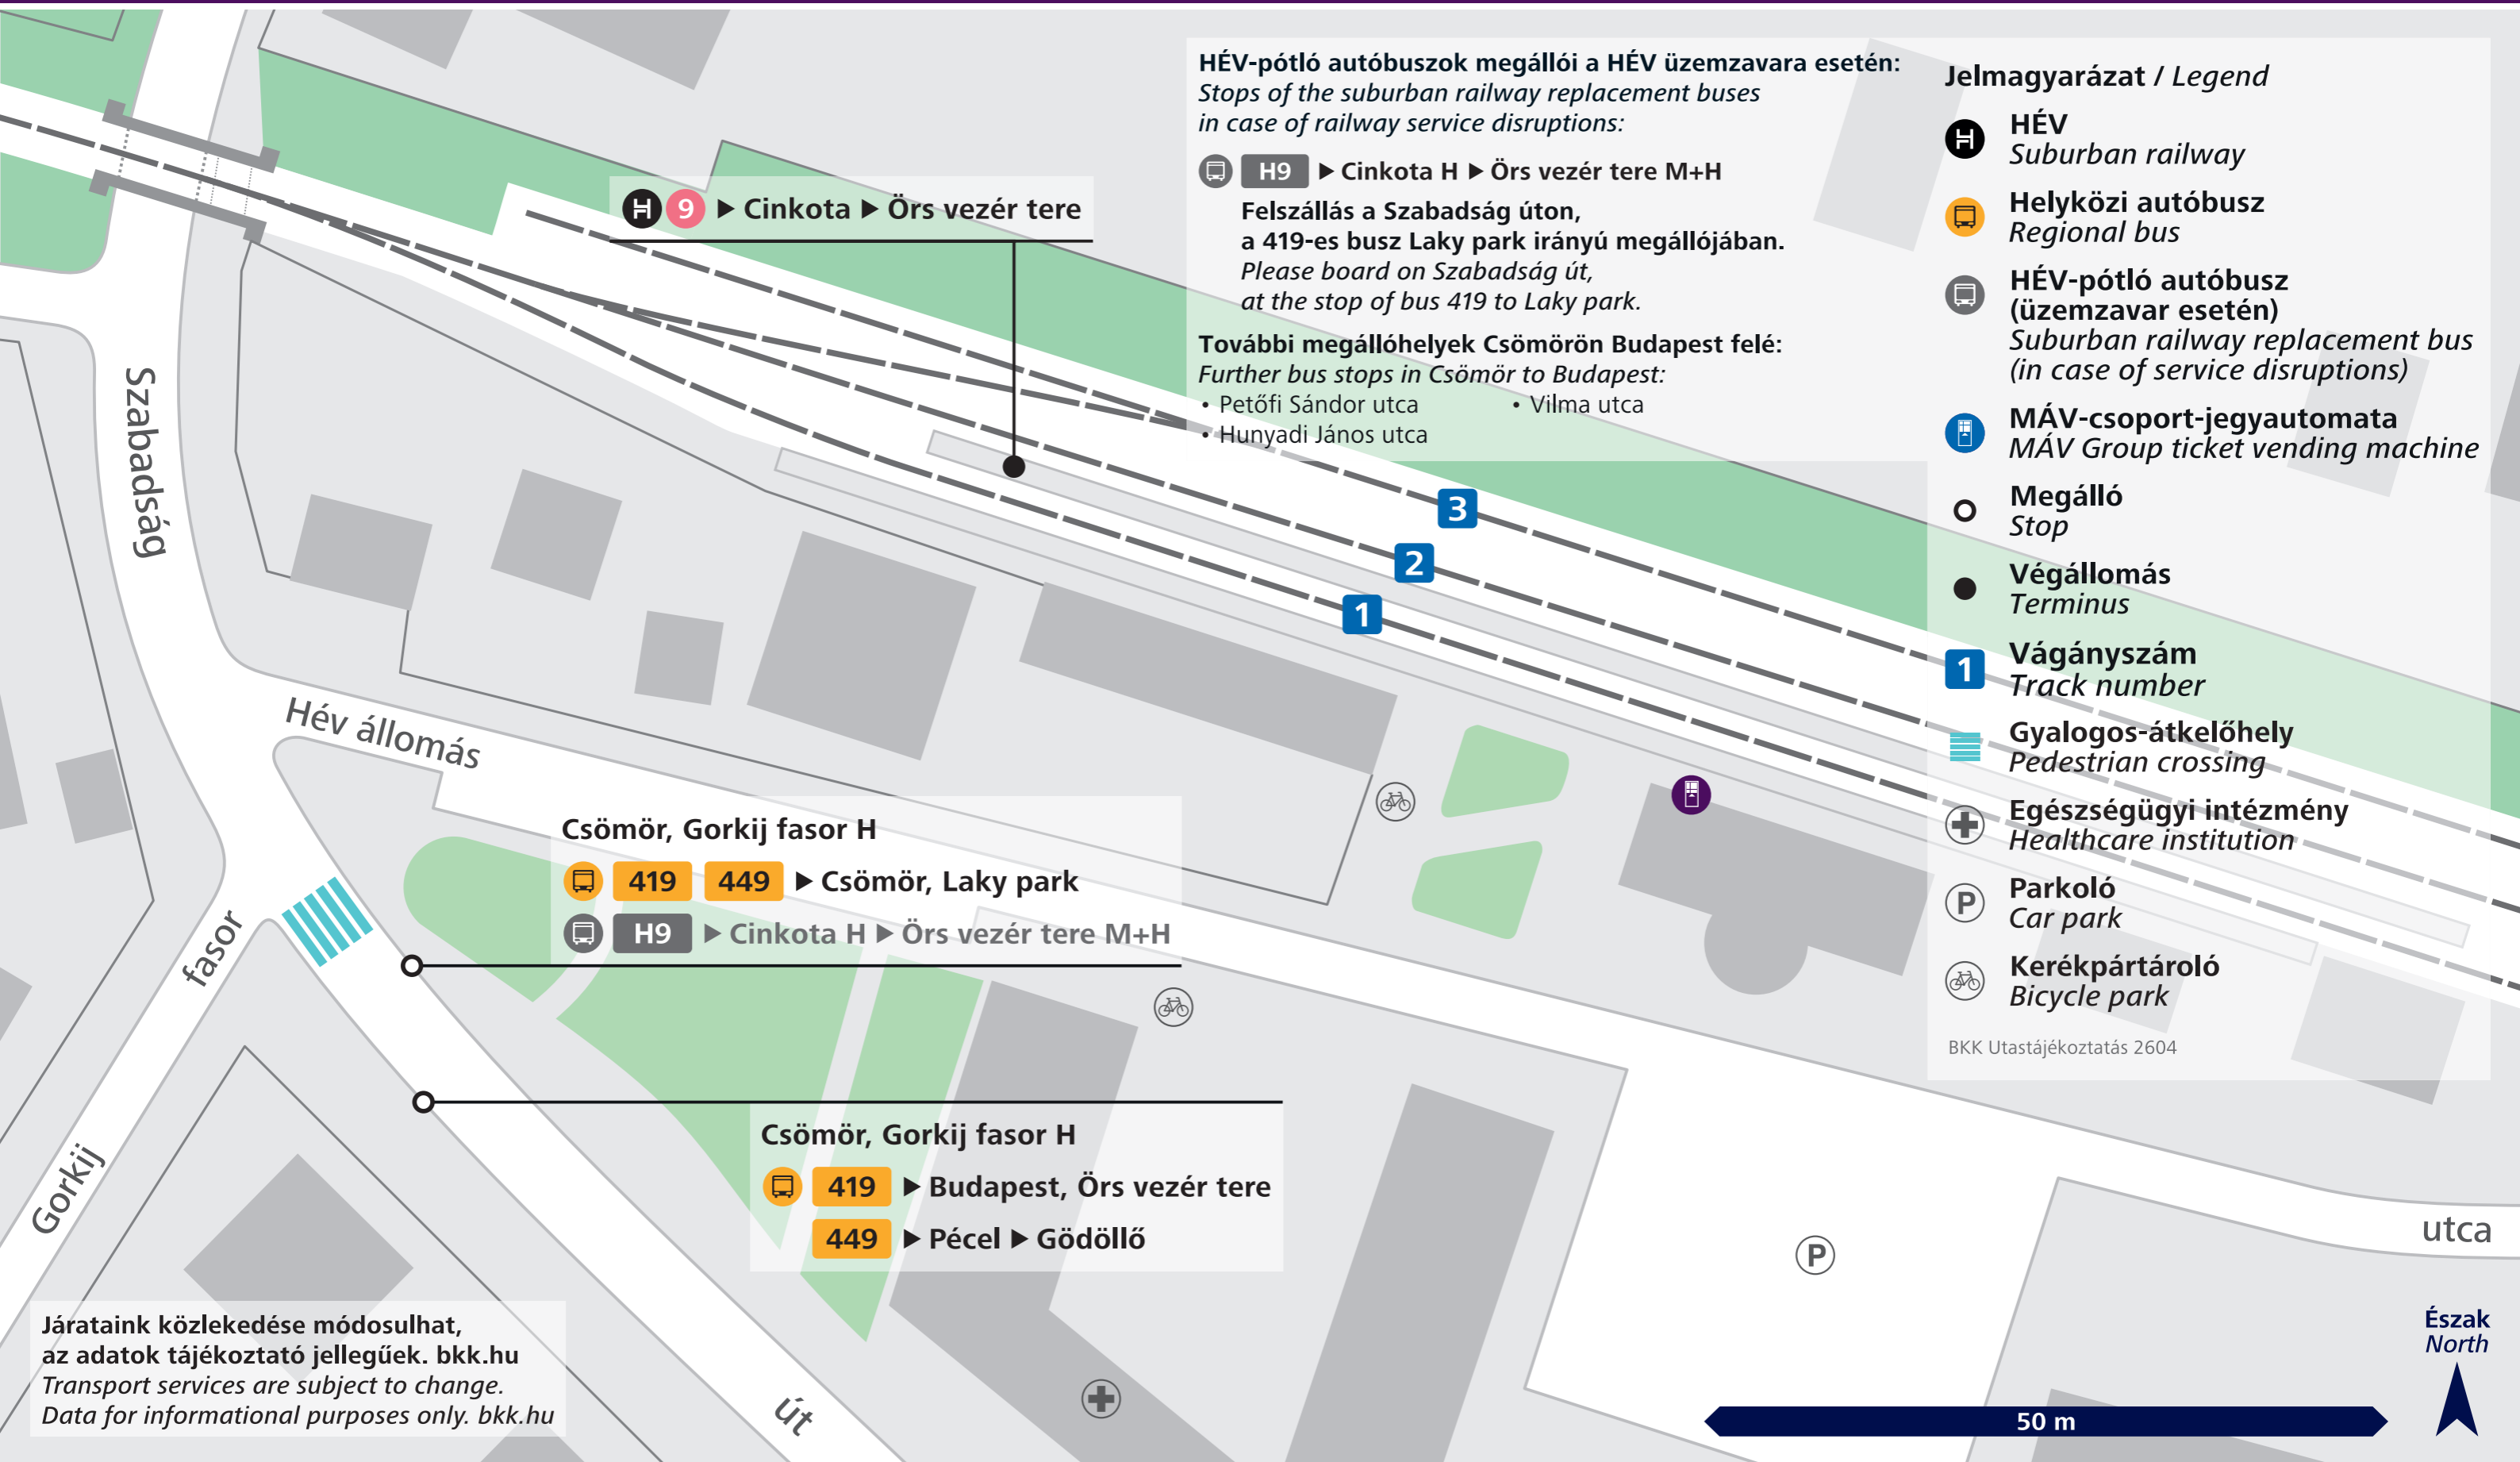 HÉV-pótló autóbuszok megállói a HÉV üzemzavara esetén:
Stops of the suburban railway replacement buses
in case of railway service disruptions:
H9 ▶ Cinkota H ▶ Örs vezér tere M+H
Felszállás a Szabadság úton,
a 419-es busz Laky park irányú megállójában.
Please board on Szabadság út,
at the stop of bus 419 to Laky park.
További megállóhelyek Csömörön Budapest felé:
Further bus stops in Csömör to Budapest:
• Petőfi Sándor utca • Vilma utca
• Hunyadi János utca
Jelmagyarázat / Legend
H HÉV
Suburban railway
Helyközi autóbusz
Regional bus
HÉV-pótló autóbusz
(üzemzavar esetén)
Suburban railway replacement bus
(in case of service disruptions)
MÁV-csoport-jegyautomata
MÁV Group ticket vending machine
Megálló
Stop
Végállomás
Terminus
1 Vágányszám
Track number
Gyalogos-átkelőhely
Pedestrian crossing
Egészségügyi intézmény
Healthcare institution
P Parkoló
Car park
Kerékpártároló
Bicycle park
BKK Utastájékoztatás 2604
H 9 ▶ Cinkota ▶ Örs vezér tere
3
2
1
Szabadság
Hév állomás
Csömör, Gorkij fasor H
419 449 ▶ Csömör, Laky park
H9 ▶ Cinkota H ▶ Örs vezér tere M+H
fasor
Gorkij
Csömör, Gorkij fasor H
419 ▶ Budapest, Örs vezér tere
449 ▶ Pécel ▶ Gödöllő
utca
P
út
Járataink közlekedése módosulhat,
az adatok tájékoztató jellegűek. bkk.hu
Transport services are subject to change.
Data for informational purposes only. bkk.hu
Észak
North
50 m